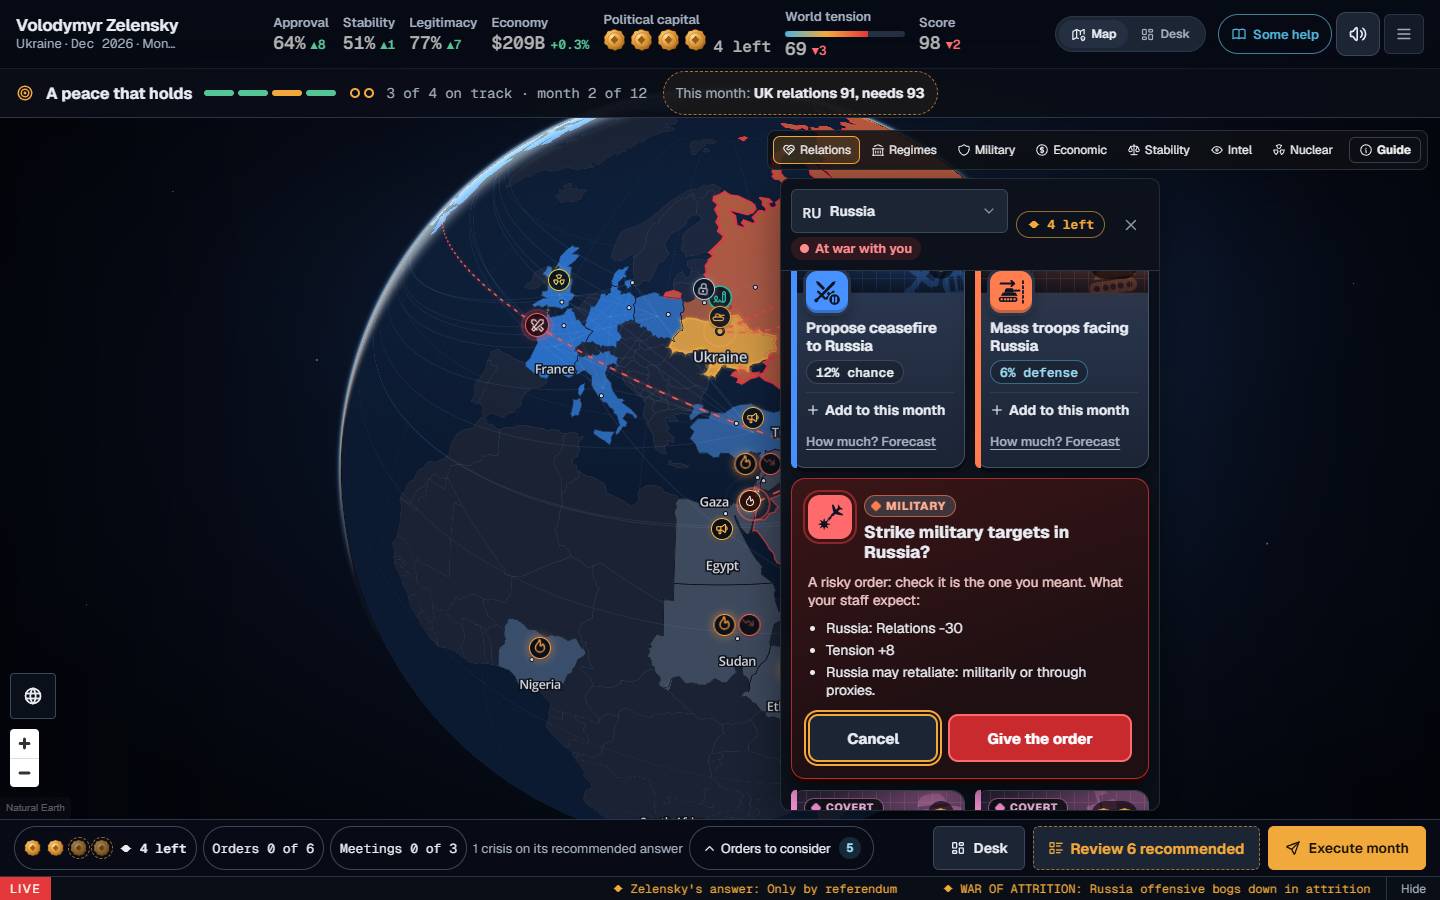 Volodymyr Zelensky
Ukraine · Dec 2026 · Mon...
Approval
64% ▲8
Stability
51% ▲1
Legitimacy
77% ▲7
Economy
$209B +0.3%
Political capital
4 left
World tension
69 ▼3
Score
98 ▼2
Map
Desk
Some help
A peace that holds
3 of 4 on track · month 2 of 12
This month: UK relations 91, needs 93
Relations
Regimes
Military
Economic
Stability
Intel
Nuclear
Guide
RU Russia
4 left
At war with you
Propose ceasefire
to Russia
12% chance
+ Add to this month
How much? Forecast
Mass troops facing
Russia
6% defense
+ Add to this month
How much? Forecast
MILITARY
Strike military targets in
Russia?
A risky order: check it is the one you meant. What
your staff expect:
• Russia: Relations -30
• Tension +8
• Russia may retaliate: militarily or through
proxies.
Cancel
Give the order
COVERT
COVERT
Ukraine
France
Gaza
Egypt
Sudan
Nigeria
+
−
Natural Earth
4 left
Orders 0 of 6
Meetings 0 of 3
1 crisis on its recommended answer
Orders to consider 5
Desk
Review 6 recommended
Execute month
LIVE
Zelensky's answer: Only by referendum
WAR OF ATTRITION: Russia offensive bogs down in attrition
Hide